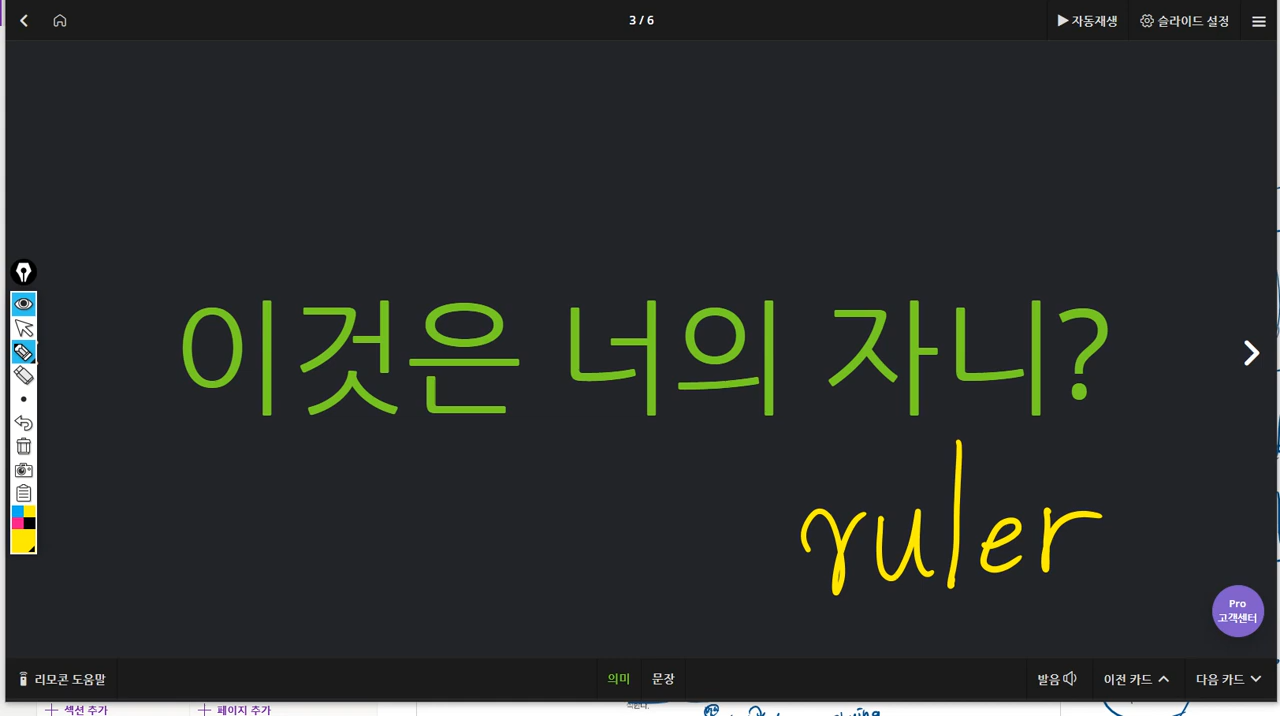 3 / 6
자동재생
슬라이드 설정
이것은 너의 자니?
ruler
Pro
고객센터
리모콘 도움말
의미
문장
발음
이전 카드
다음 카드
섹션 추가
페이지 추가